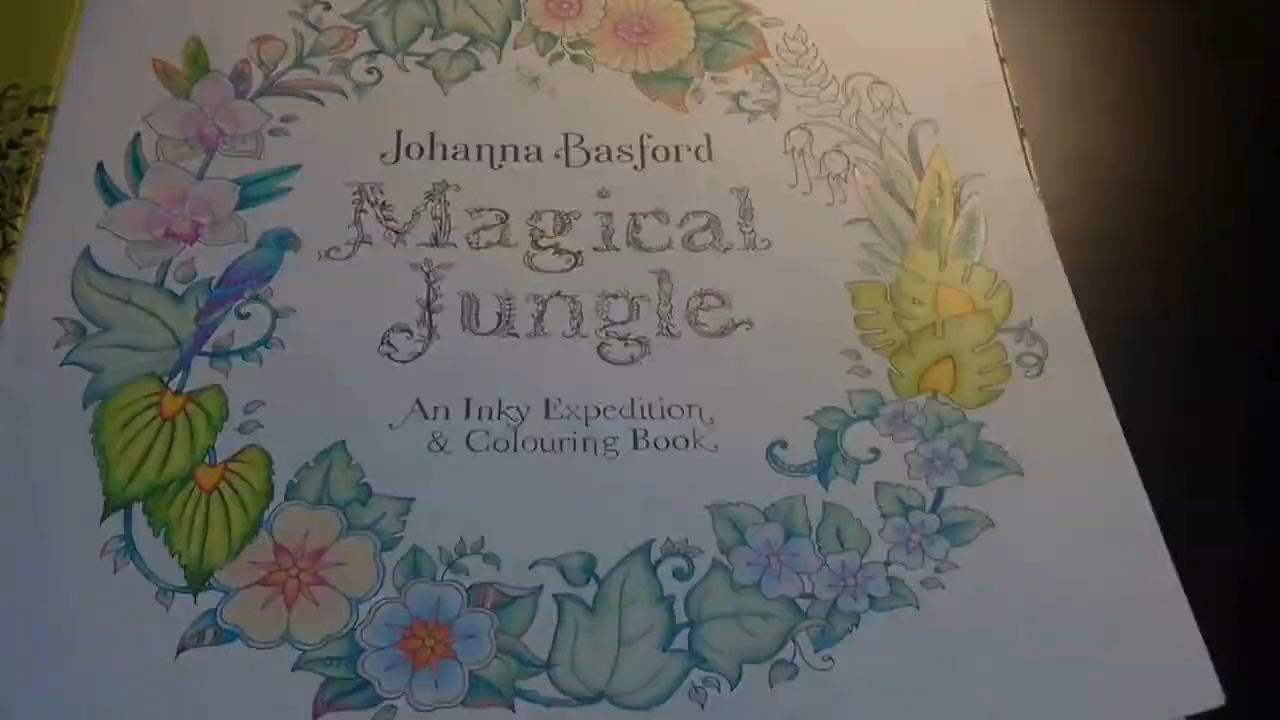 Johanna Basford
Magical
Jungle
An Inky Expedition
& Colouring Book